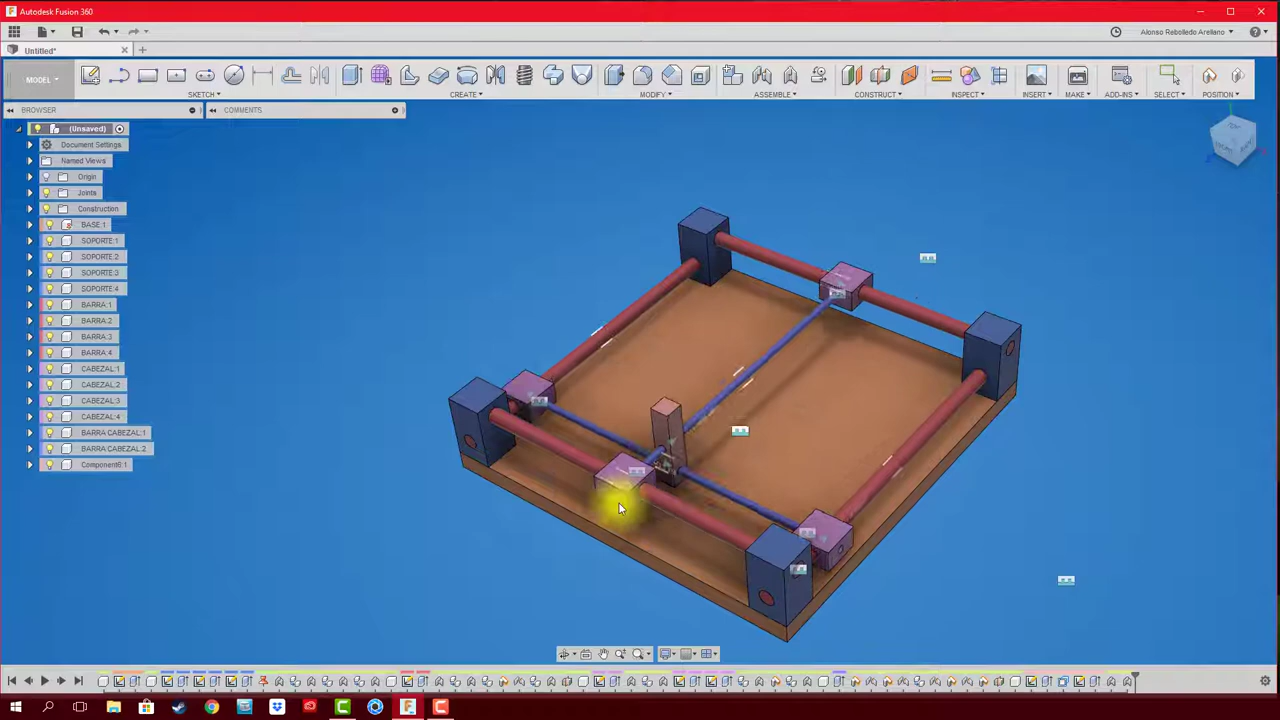 Autodesk Fusion 360
Alonso Rebolledo Arellano
Untitled*
MODEL
SKETCH
CREATE
MODIFY
ASSEMBLE
CONSTRUCT
INSPECT
INSERT
MAKE
ADD-INS
SELECT
POSITION
BROWSER
COMMENTS
(Unsaved)
Document Settings
Named Views
Origin
Joints
Construction
BASE:1
SOPORTE:1
SOPORTE:2
SOPORTE:3
SOPORTE:4
BARRA:1
BARRA:2
BARRA:3
BARRA:4
CABEZAL:1
CABEZAL:2
CABEZAL:3
CABEZAL:4
BARRA CABEZAL:1
BARRA CABEZAL:2
Component6:1